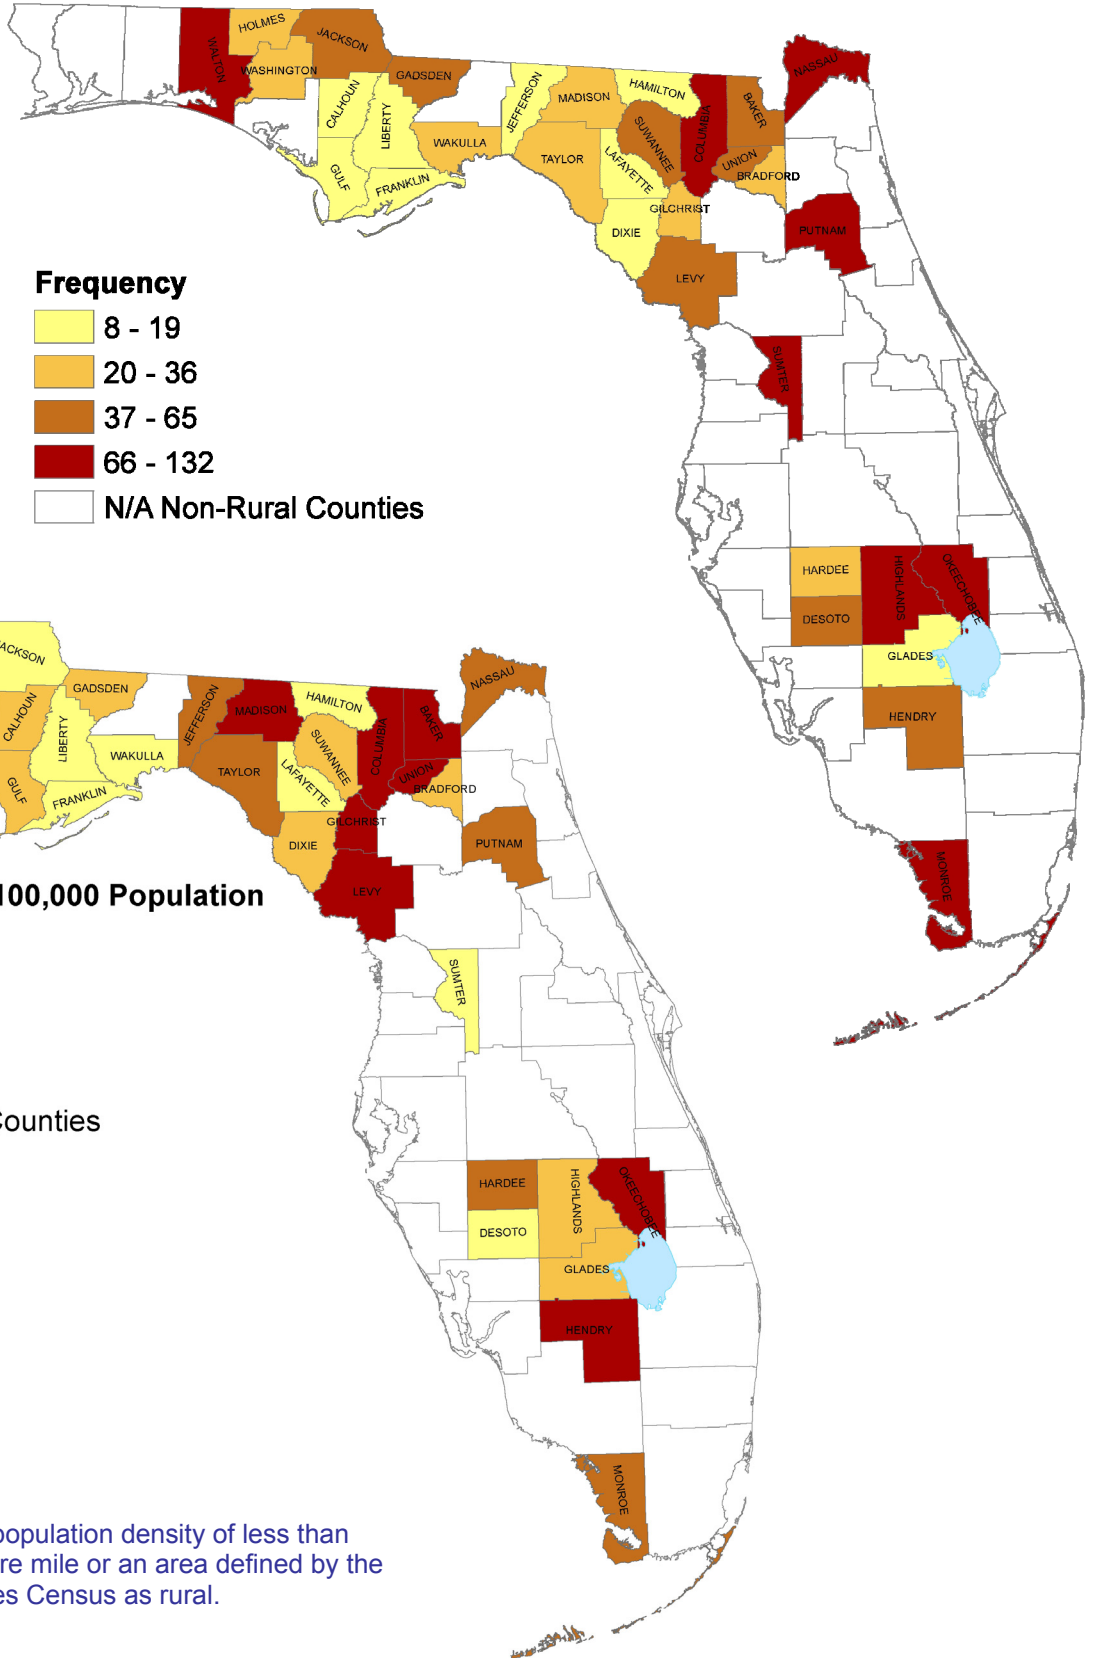 HOLMES
JACKSON
WALTON
WASHINGTON
GADSDEN
CALHOUN
LIBERTY
JEFFERSON
MADISON
HAMILTON
COLUMBIA
BAKER
NASSAU
WAKULLA
TAYLOR
LAFAYETTE
SUWANNEE
UNION
BRADFORD
GULF
FRANKLIN
GILCHRIST
DIXIE
PUTNAM
LEVY
Frequency
8 - 19
20 - 36
37 - 65
66 - 132
N/A Non-Rural Counties
SUMTER
HARDEE
HIGHLANDS
OKEECHOBEE
DESOTO
GLADES
HENDRY
MONROE
ACKSON
GADSDEN
CALHOUN
LIBERTY
JEFFERSON
MADISON
HAMILTON
COLUMBIA
BAKER
NASSAU
WAKULLA
TAYLOR
LAFAYETTE
SUWANNEE
UNION
BRADFORD
GULF
FRANKLIN
GILCHRIST
DIXIE
PUTNAM
LEVY
100,000 Population
SUMTER
Counties
HARDEE
HIGHLANDS
OKEECHOBEE
DESOTO
GLADES
HENDRY
MONROE
population density of less than
re mile or an area defined by the
es Census as rural.